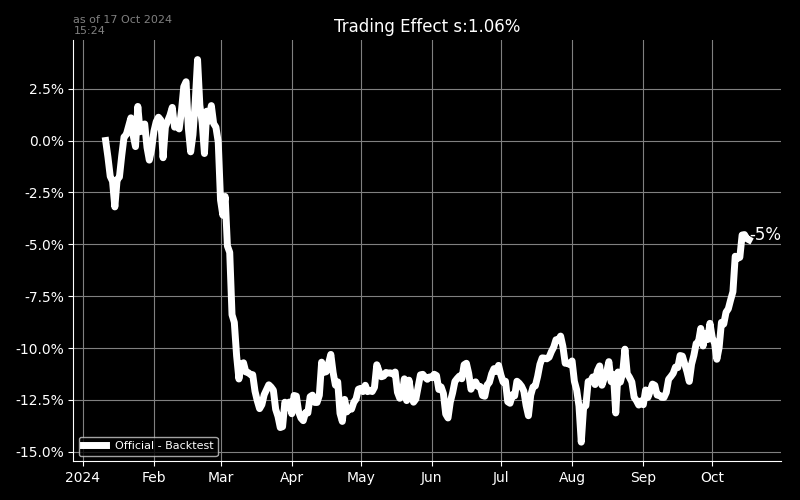 as of 17 Oct 2024
15:24
Trading Effect s:1.06%
2.5%
0.0%
-2.5%
-5.0%
-7.5%
-10.0%
-12.5%
-15.0%
-5%
Official - Backtest
2024 Feb Mar Apr May Jun Jul Aug Sep Oct